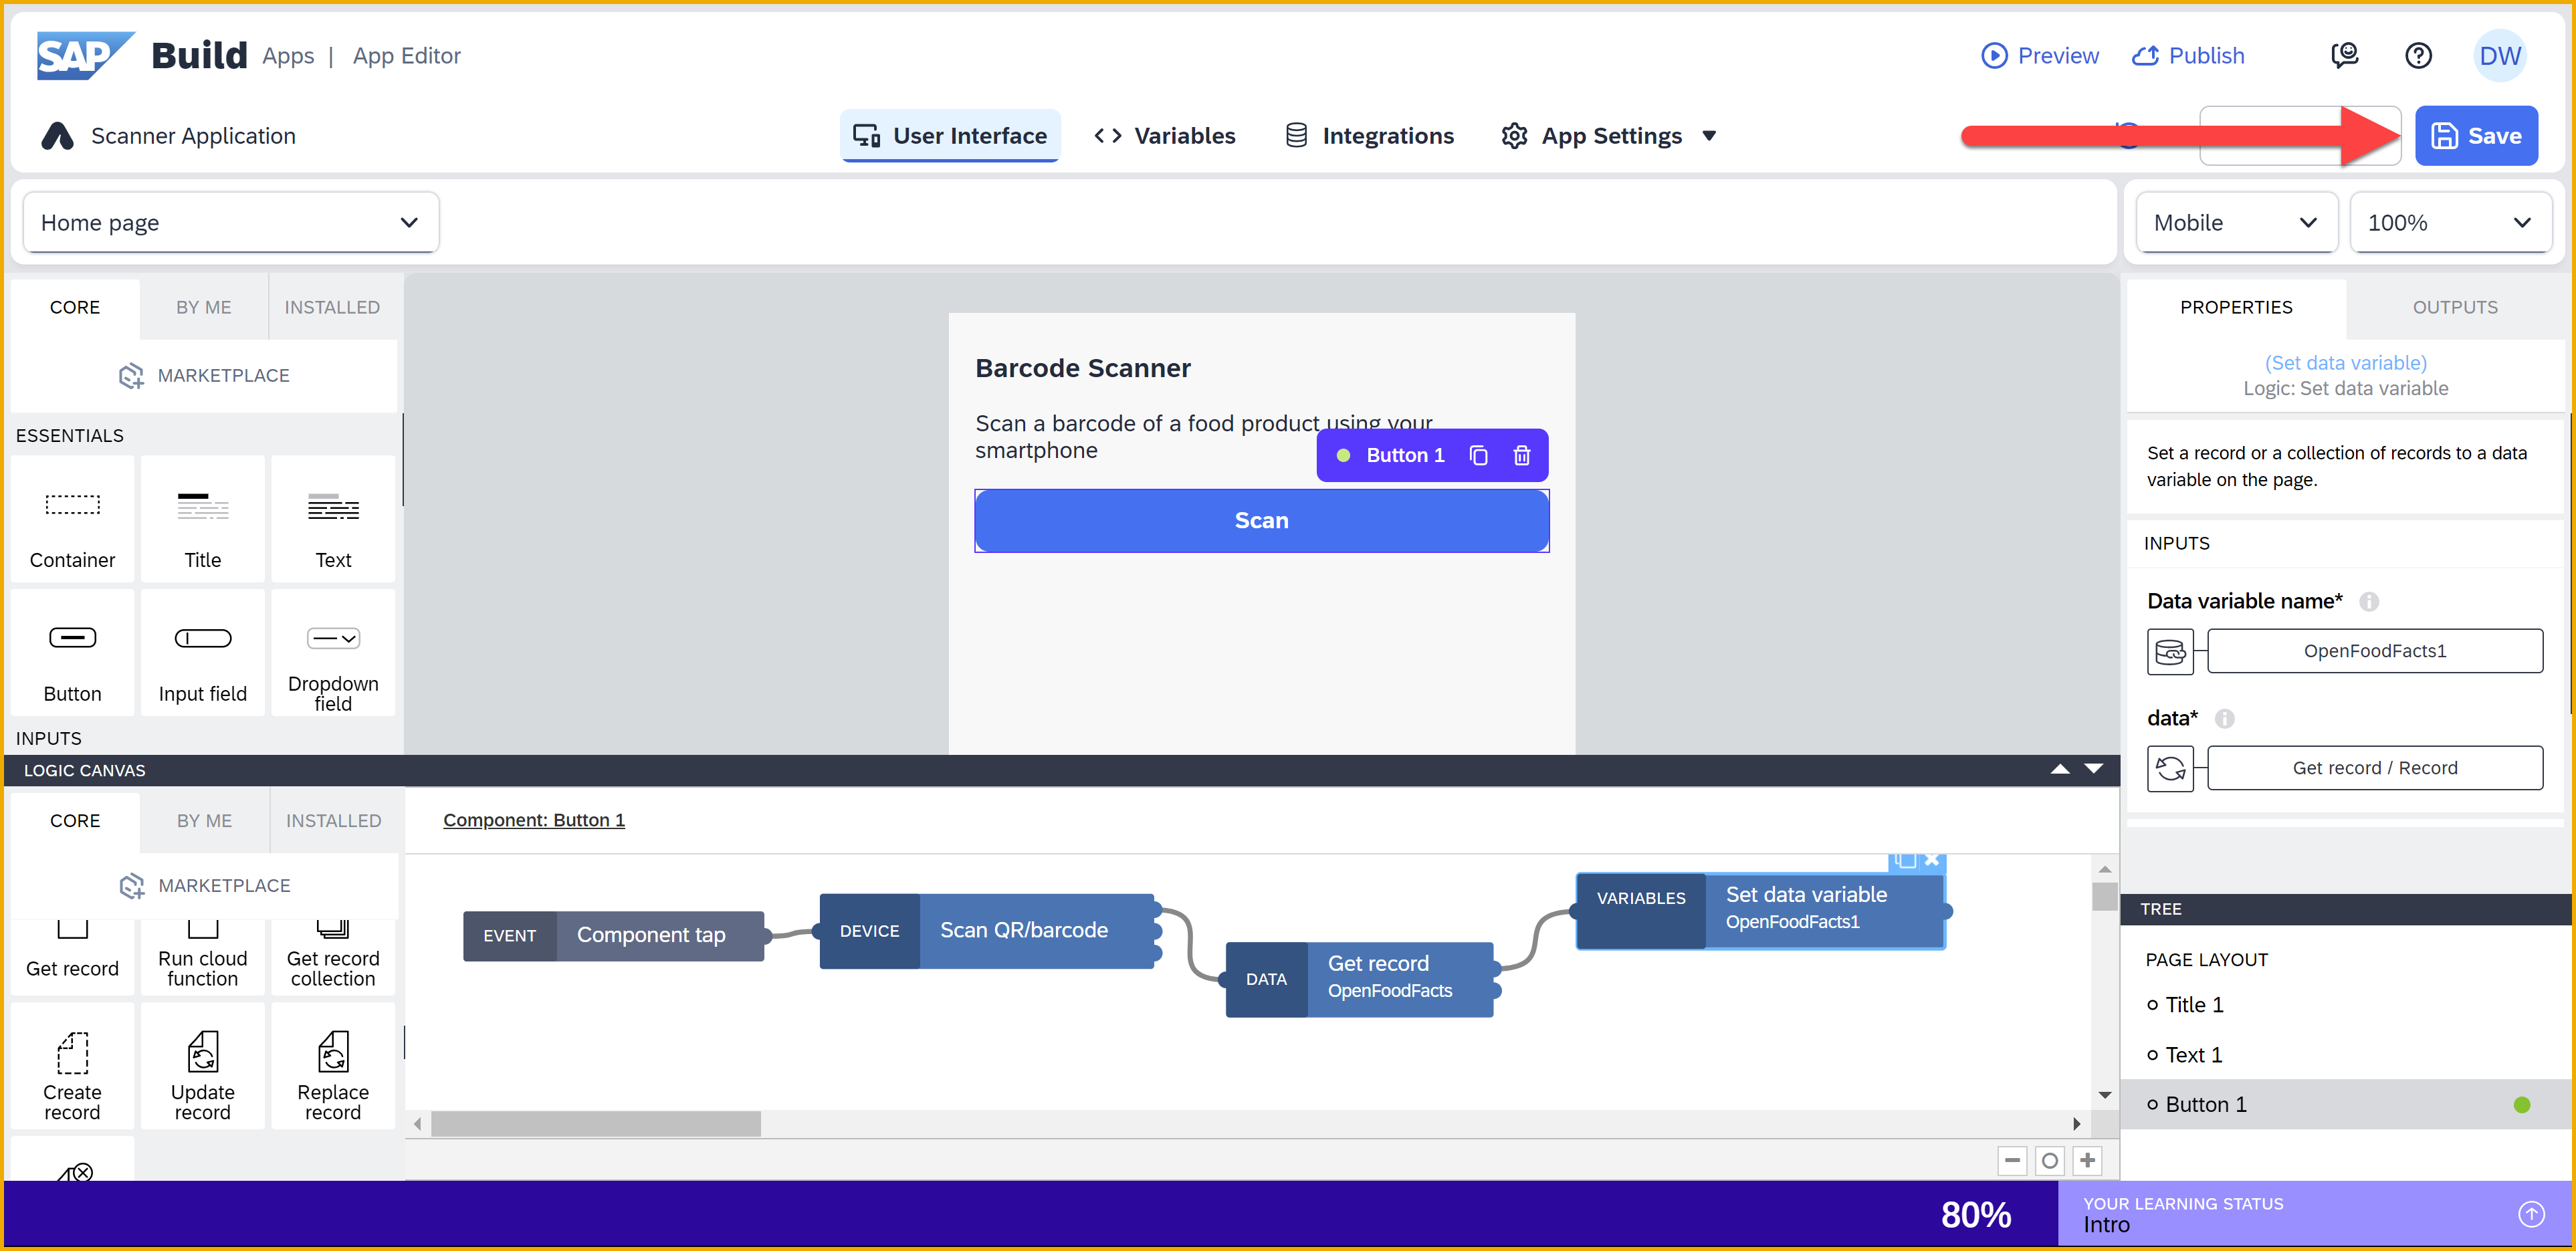 SAP Build Apps | App Editor
Preview
Publish
DW
Scanner Application
User Interface
Variables
Integrations
App Settings
Save
Home page
Mobile
100%
CORE
BY ME
INSTALLED
MARKETPLACE
ESSENTIALS
Container
Title
Text
Button
Input field
Dropdown
field
INPUTS
Barcode Scanner
Scan a barcode of a food product using your
smartphone
Button 1
Scan
PROPERTIES
OUTPUTS
(Set data variable)
Logic: Set data variable
Set a record or a collection of records to a data
variable on the page.
INPUTS
Data variable name*
OpenFoodFacts1
data*
Get record / Record
LOGIC CANVAS
CORE
BY ME
INSTALLED
MARKETPLACE
Get record
Run cloud
function
Get record
collection
Create
record
Update
record
Replace
record
Component: Button 1
EVENT
Component tap
DEVICE
Scan QR/barcode
DATA
Get record
OpenFoodFacts
VARIABLES
Set data variable
OpenFoodFacts1
TREE
PAGE LAYOUT
Title 1
Text 1
Button 1
80%
YOUR LEARNING STATUS
Intro